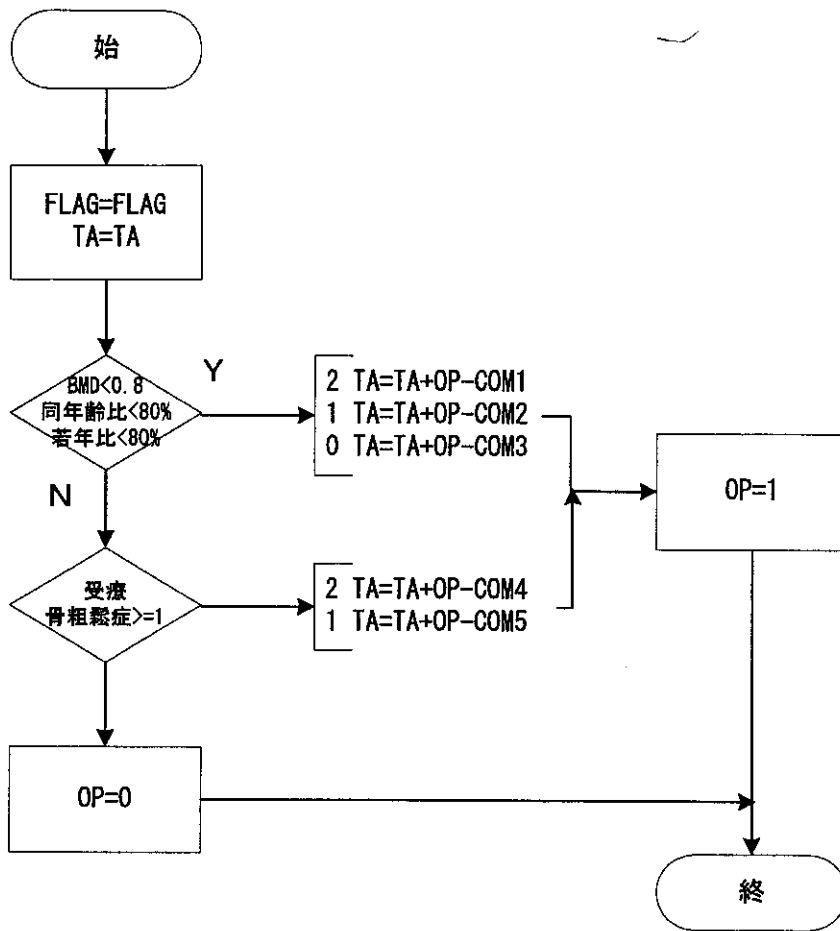 始
FLAG=FLAG
TA=TA
BMD<0.8
同年齢比<80%
若年比<80%
Y
2 TA=TA+OP-COM1
1 TA=TA+OP-COM2
0 TA=TA+OP-COM3
OP=1
N
受療
骨粗鬆症>=1
2 TA=TA+OP-COM4
1 TA=TA+OP-COM5
OP=0
終